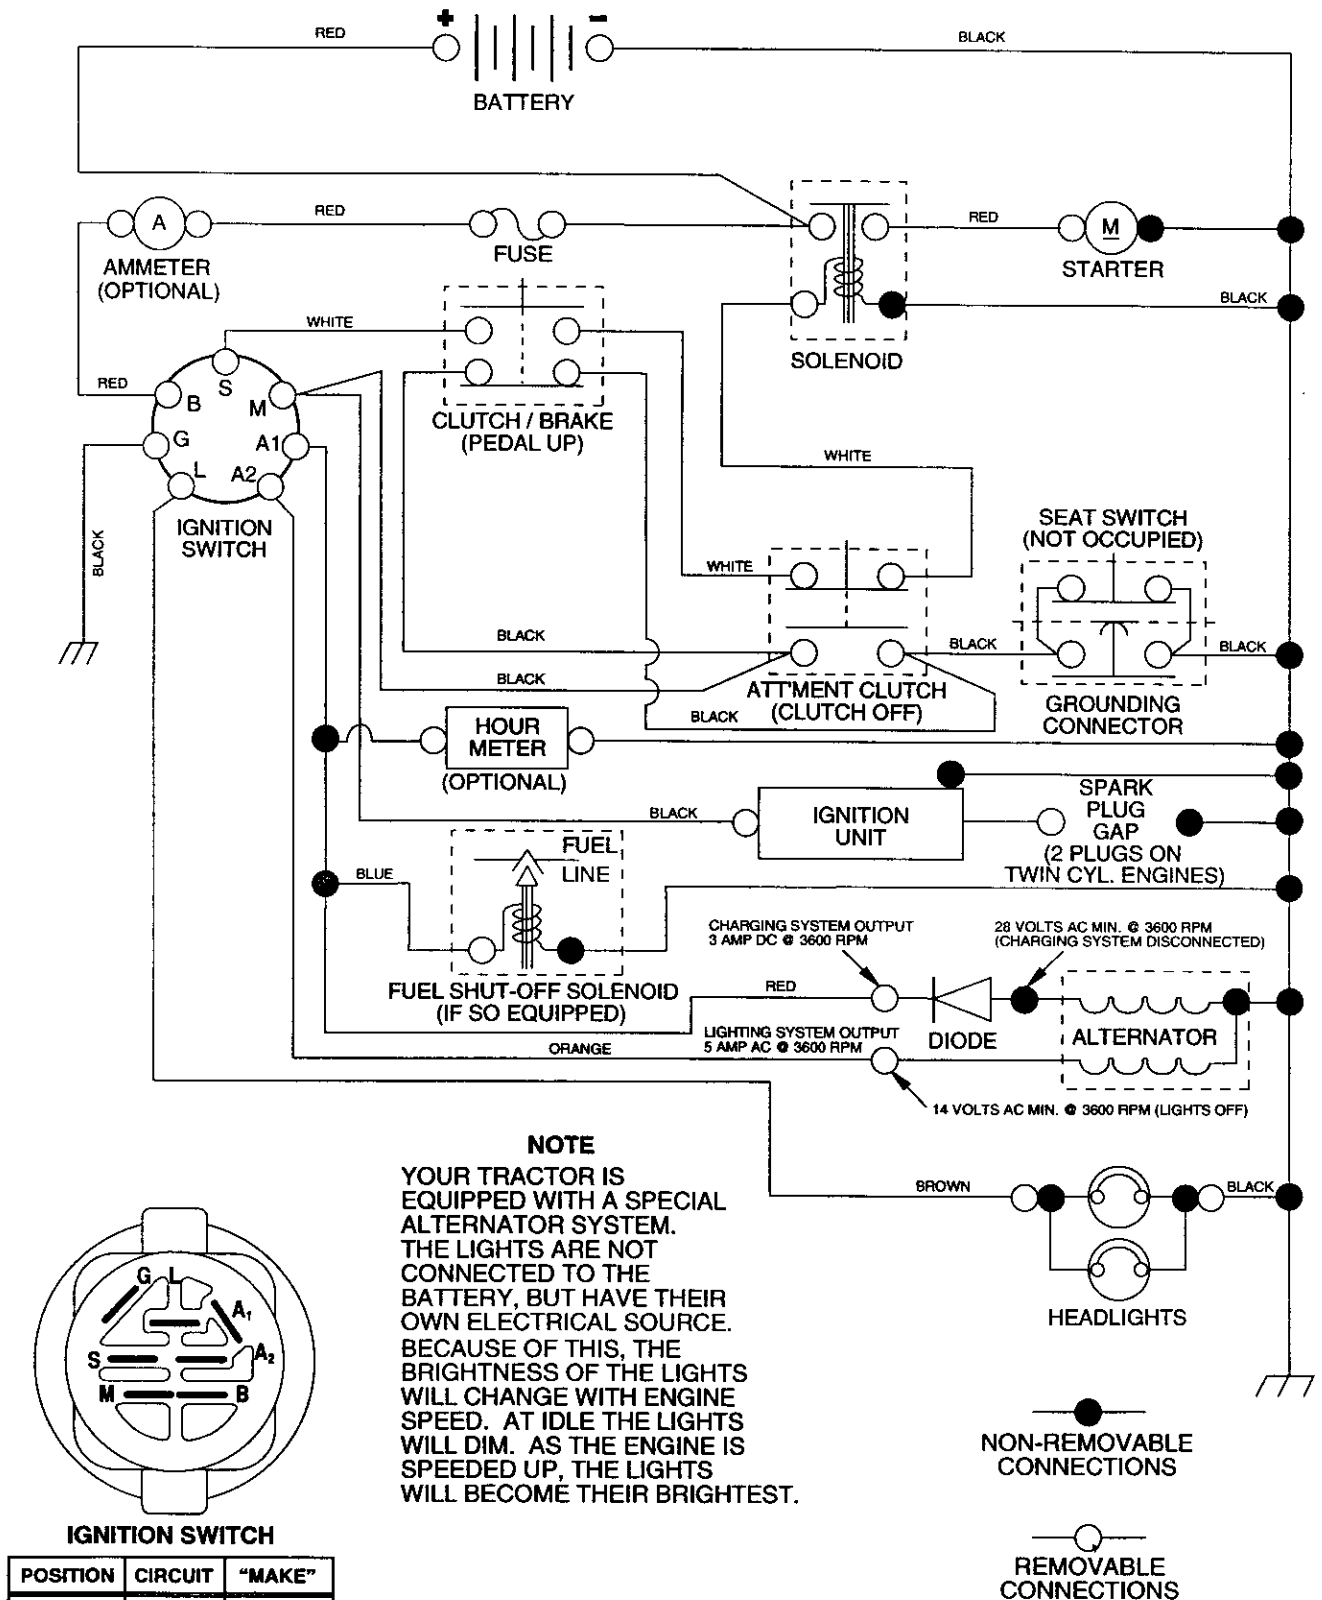 +
-
RED
BLACK
BATTERY
A
RED
RED
M
AMMETER
(OPTIONAL)
FUSE
STARTER
BLACK
WHITE
SOLENOID
S
RED
B
M
G
A1
L
A2
CLUTCH / BRAKE
(PEDAL UP)
WHITE
IGNITION
SWITCH
BLACK
SEAT SWITCH
(NOT OCCUPIED)
WHITE
BLACK
BLACK
BLACK
BLACK
BLACK
ATT'MENT CLUTCH
(CLUTCH OFF)
GROUNDING
CONNECTOR
HOUR
METER
(OPTIONAL)
BLACK
IGNITION
UNIT
SPARK
PLUG
GAP
(2 PLUGS ON
TWIN CYL. ENGINES)
FUEL
LINE
BLUE
CHARGING SYSTEM OUTPUT
3 AMP DC @ 3600 RPM
28 VOLTS AC MIN. @ 3600 RPM
(CHARGING SYSTEM DISCONNECTED)
FUEL SHUT-OFF SOLENOID
(IF SO EQUIPPED)
RED
DIODE
ALTERNATOR
LIGHTING SYSTEM OUTPUT
5 AMP AC @ 3600 RPM
ORANGE
14 VOLTS AC MIN. @ 3600 RPM (LIGHTS OFF)
NOTE
YOUR TRACTOR IS
EQUIPPED WITH A SPECIAL
ALTERNATOR SYSTEM.
THE LIGHTS ARE NOT
CONNECTED TO THE
BATTERY, BUT HAVE THEIR
OWN ELECTRICAL SOURCE.
BECAUSE OF THIS, THE
BRIGHTNESS OF THE LIGHTS
WILL CHANGE WITH ENGINE
SPEED. AT IDLE THE LIGHTS
WILL DIM. AS THE ENGINE IS
SPEEDED UP, THE LIGHTS
WILL BECOME THEIR BRIGHTEST.
BROWN
BLACK
HEADLIGHTS
G
L
A1
S
A2
M
B
IGNITION SWITCH
POSITION CIRCUIT "MAKE"
NON-REMOVABLE
CONNECTIONS
REMOVABLE
CONNECTIONS